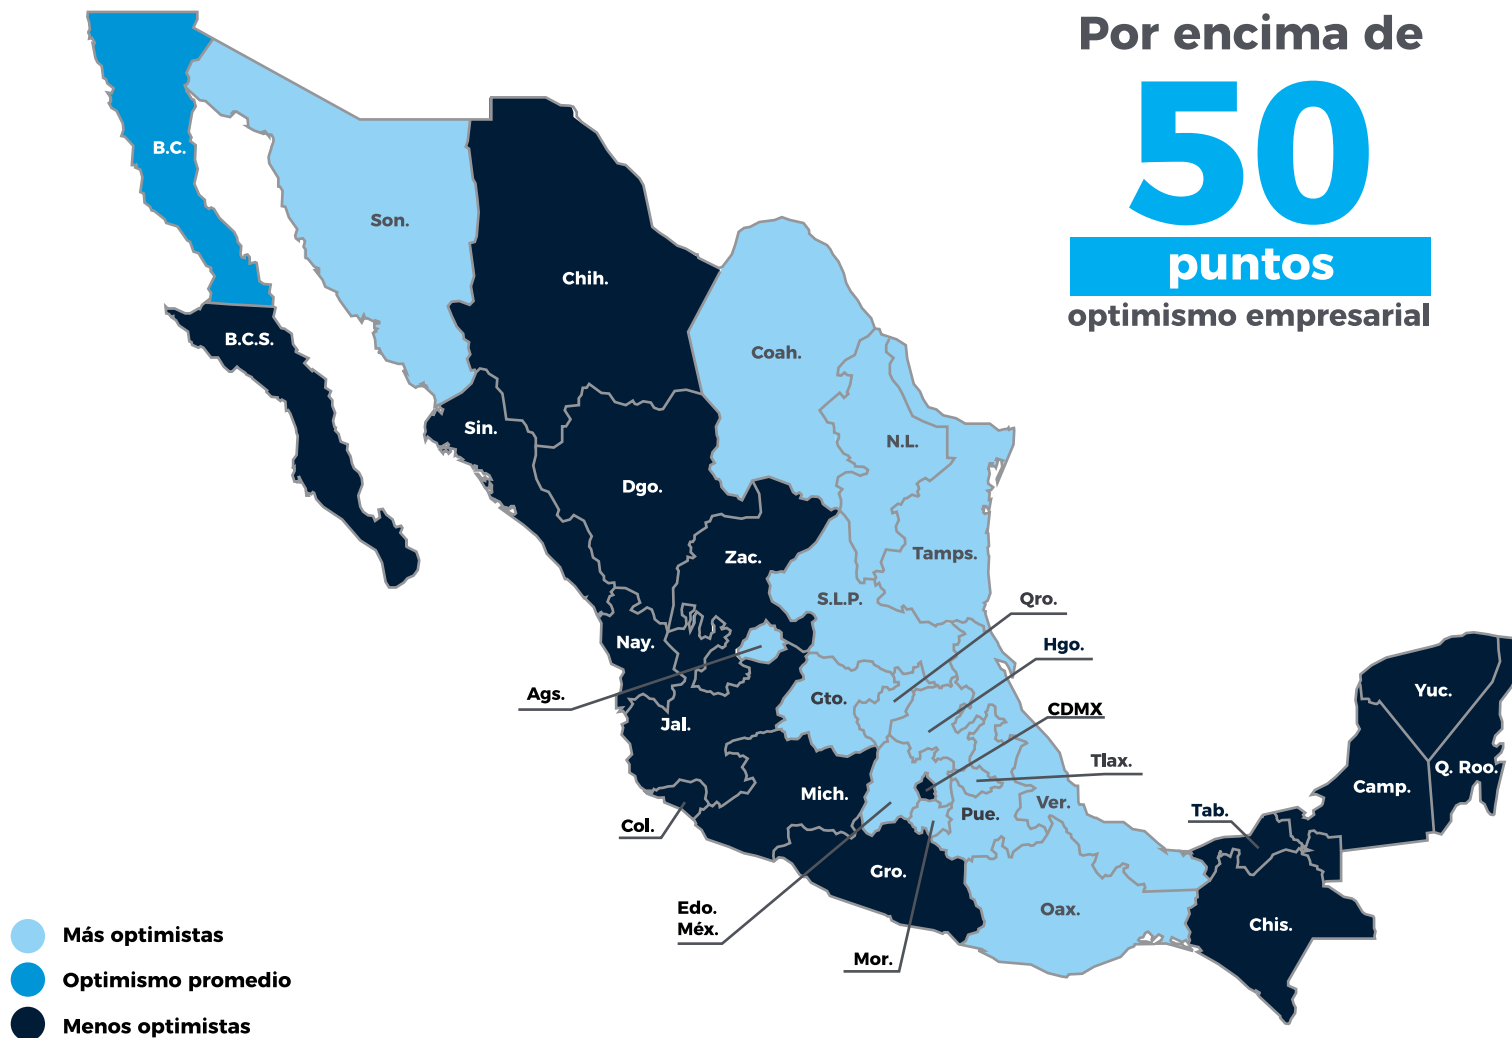 Por encima de
50
puntos
optimismo empresarial
B.C.
Son.
Chih.
B.C.S.
Coah.
Sin.
N.L.
Dgo.
Tamps.
Zac.
S.L.P.
Qro.
Nay.
Hgo.
Ags.
Gto.
Yuc.
CDMX
Jal.
Tlax.
Q. Roo.
Camp.
Mich.
Ver.
Pue.
Tab.
Col.
Gro.
Edo.
Méx.
Oax.
Chis.
Mor.
Más optimistas
Optimismo promedio
Menos optimistas